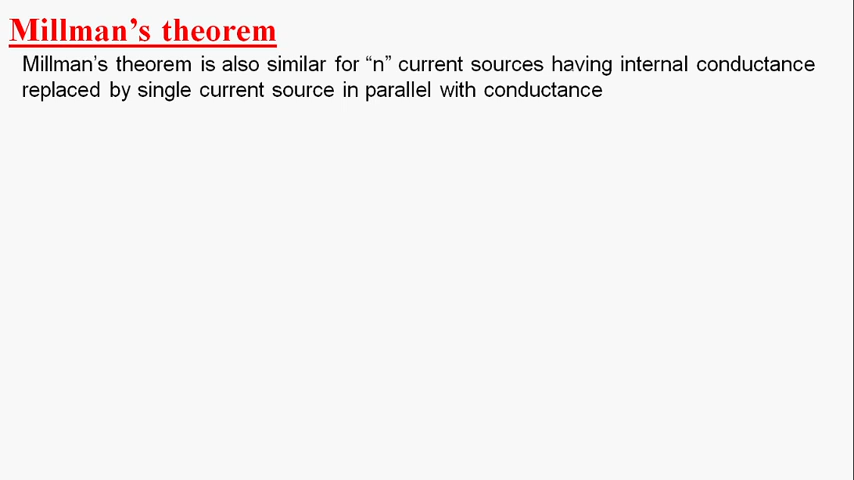 Millman’s theorem
Millman’s theorem is also similar for “n” current sources having internal conductance
replaced by single current source in parallel with conductance